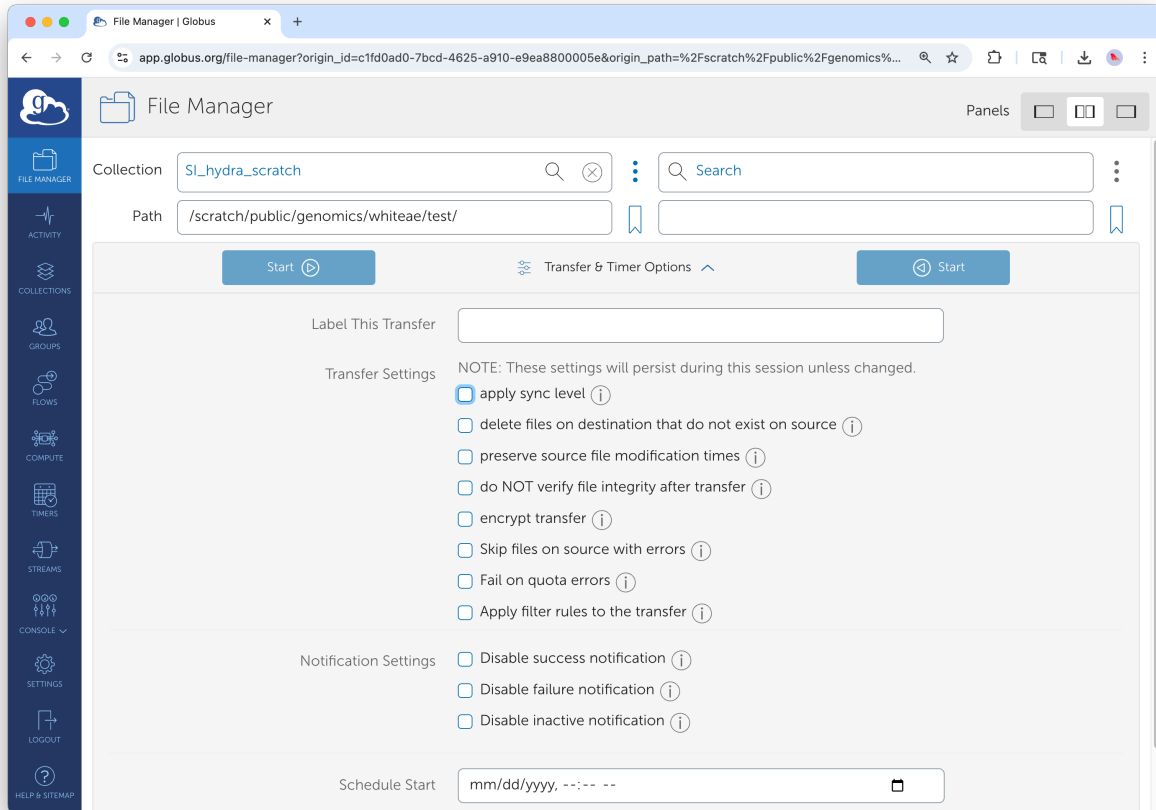 File Manager | Globus
app.globus.org/file-manager?origin_id=c1fd0ad0-7bcd-4625-a910-e9ea8800005e&origin_path=%2Fscratch%2Fpublic%2Fgenomics%...
g
File Manager
Panels
FILE MANAGER
ACTIVITY
COLLECTIONS
GROUPS
FLOWS
COMPUTE
TIMERS
STREAMS
CONSOLE
SETTINGS
LOGOUT
HELP & SITEMAP
Collection
SI_hydra_scratch
Search
Path
/scratch/public/genomics/whiteae/test/
Start
Transfer & Timer Options
Start
Label This Transfer
Transfer Settings
NOTE: These settings will persist during this session unless changed.
apply sync level
delete files on destination that do not exist on source
preserve source file modification times
do NOT verify file integrity after transfer
encrypt transfer
Skip files on source with errors
Fail on quota errors
Apply filter rules to the transfer
Notification Settings
Disable success notification
Disable failure notification
Disable inactive notification
Schedule Start
mm/dd/yyyy, --:-- --